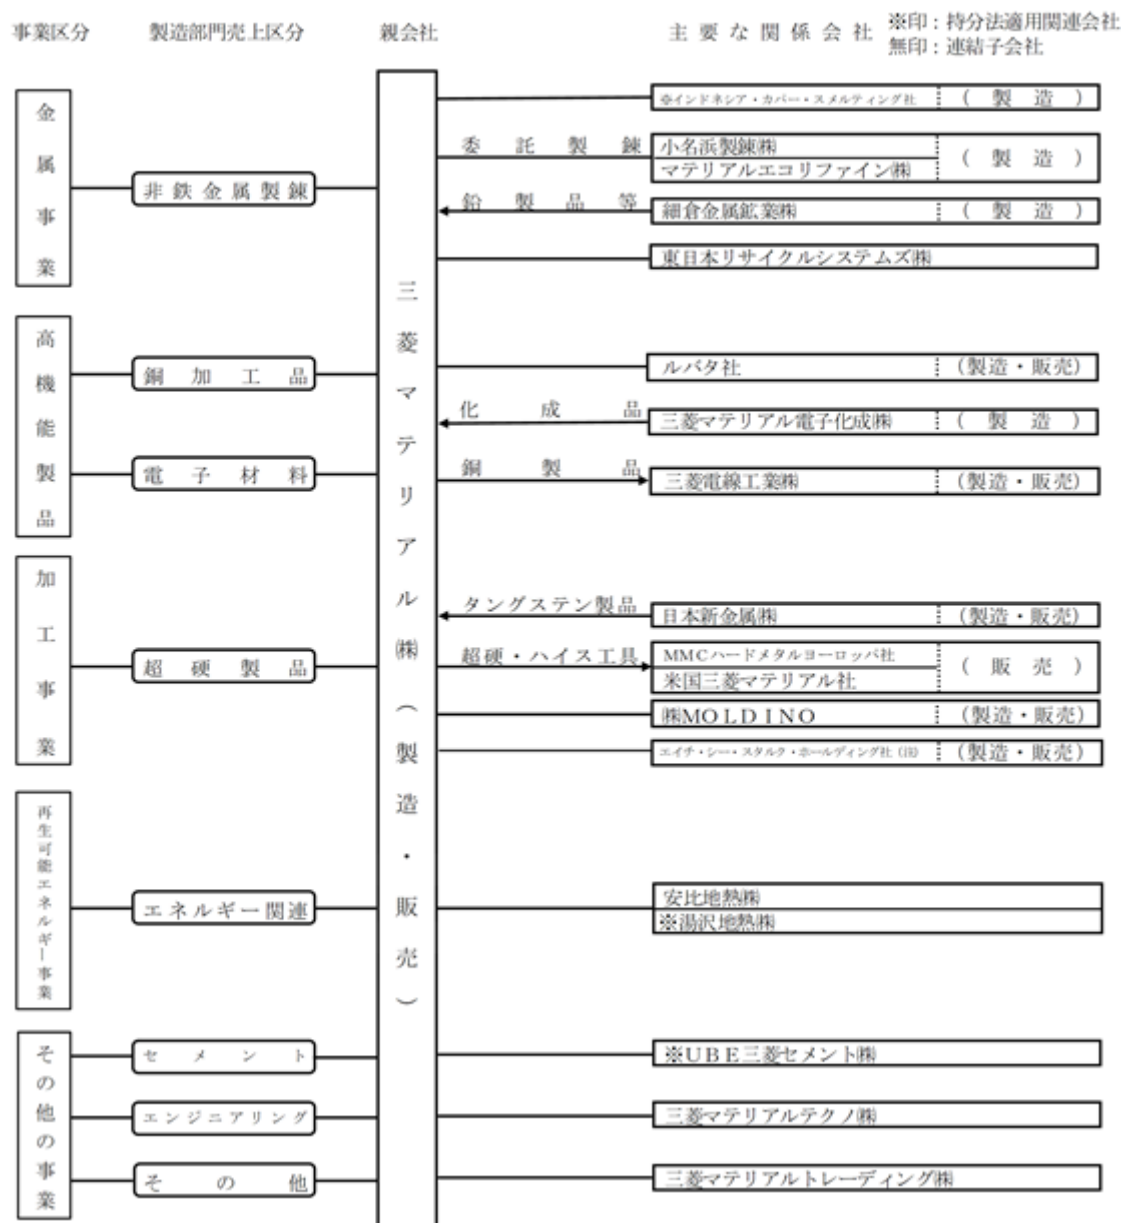 事業区分 製造部門売上区分 親会社 主要な関係会社 ※印：持分法適用関連会社
無印：連結子会社
金属事業
非鉄金属製錬
※インドネシア・カパー・スメルティング社 (製造)
委託製錬 小名浜製錬㈱ (製造)
マテリアルエコリファイン㈱
鉛製品等 細倉金属鉱業㈱ (製造)
東日本リサイクルシステムズ㈱
三菱マテリアル㈱（製造・販売）
高機能製品
銅加工品
ルバタ社 (製造・販売)
化成品 三菱マテリアル電子化成㈱ (製造)
電子材料
銅製品 三菱電線工業㈱ (製造・販売)
加工事業
タングステン製品 日本新金属㈱ (製造・販売)
超硬製品
超硬・ハイス工具 MMCハードメタルヨーロッパ社 (販売)
米国三菱マテリアル社
㈱MOLDINO (製造・販売)
エイチ・シー・スタルク・ホールディング社(注) (製造・販売)
再生可能エネルギー事業
エネルギー関連
安比地熱㈱
※湯沢地熱㈱
その他の事業
セメント ※UBE三菱セメント㈱
エンジニアリング 三菱マテリアルテクノ㈱
その他 三菱マテリアルトレーディング㈱